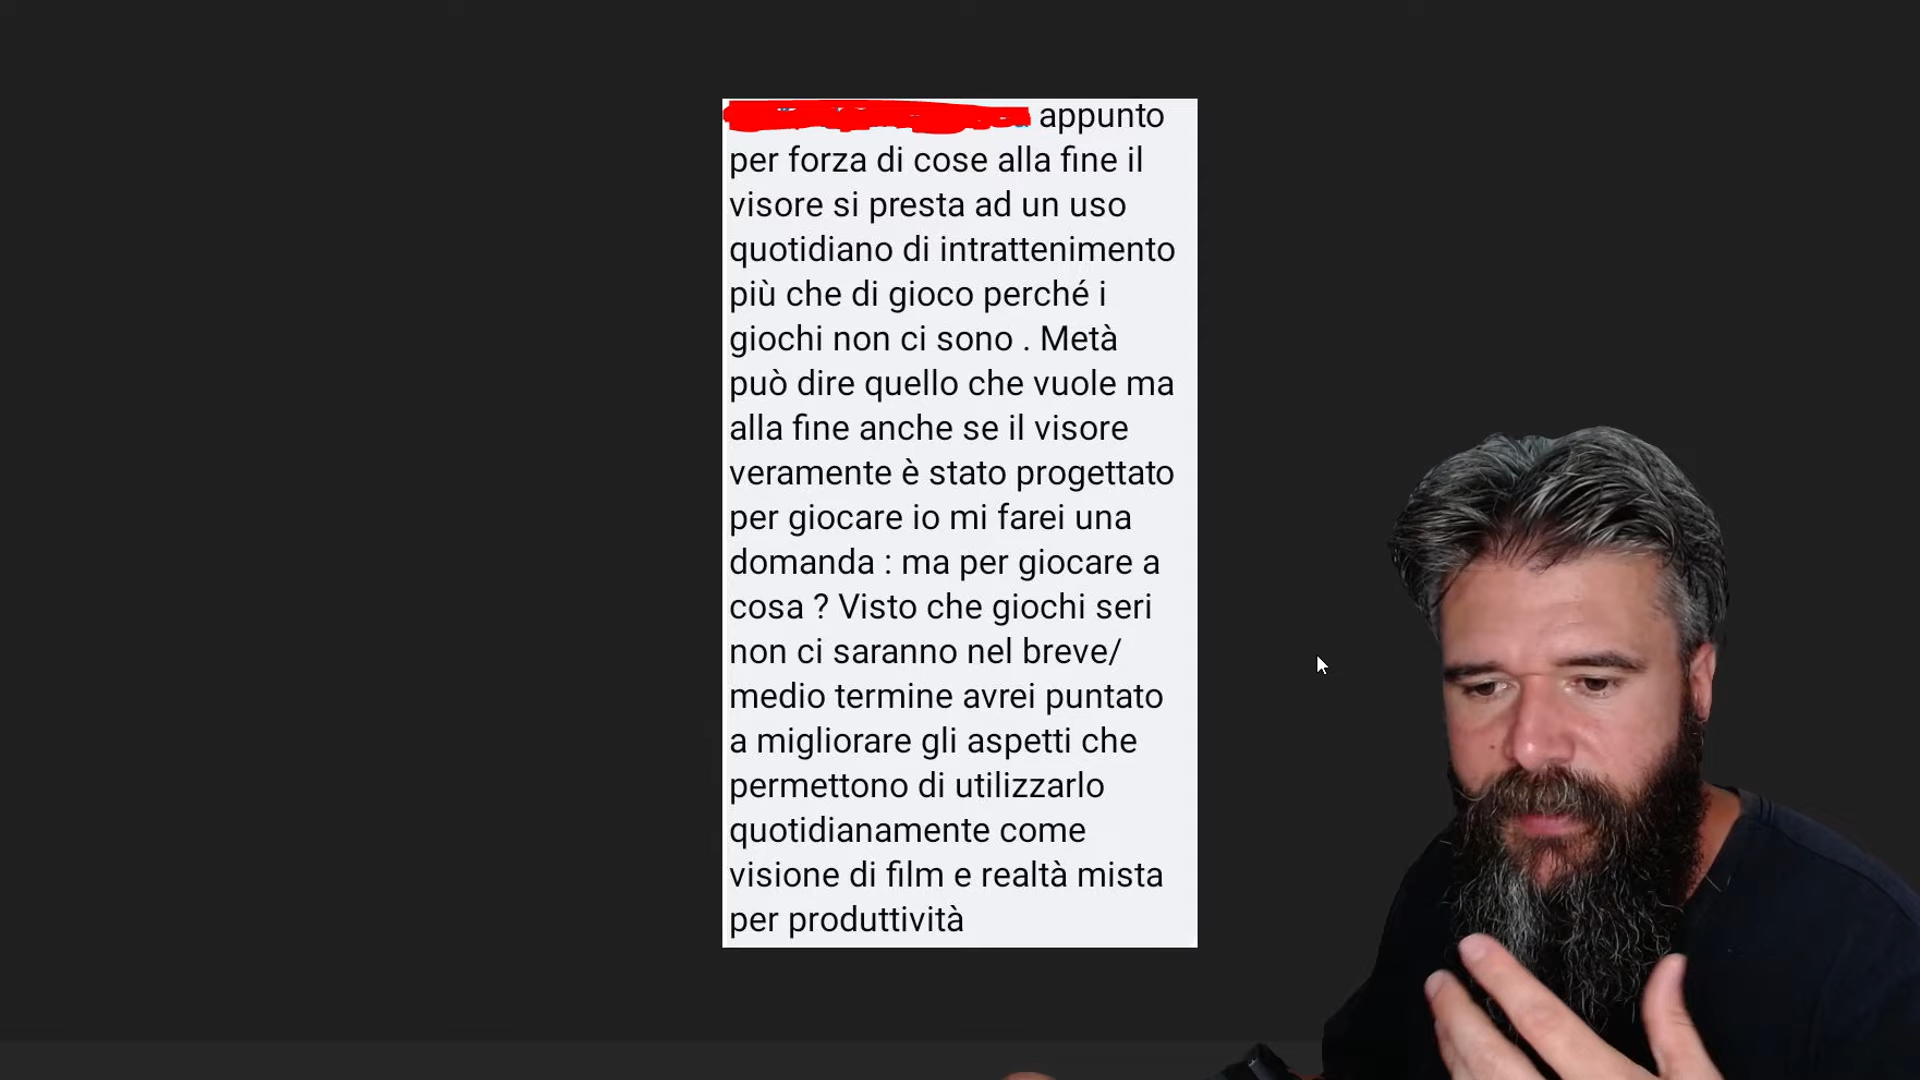 appunto
per forza di cose alla fine il
visore si presta ad un uso
quotidiano di intrattenimento
più che di gioco perché i
giochi non ci sono . Metà
può dire quello che vuole ma
alla fine anche se il visore
veramente è stato progettato
per giocare io mi farei una
domanda : ma per giocare a
cosa ? Visto che giochi seri
non ci saranno nel breve/
medio termine avrei puntato
a migliorare gli aspetti che
permettono di utilizzarlo
quotidianamente come
visione di film e realtà mista
per produttività